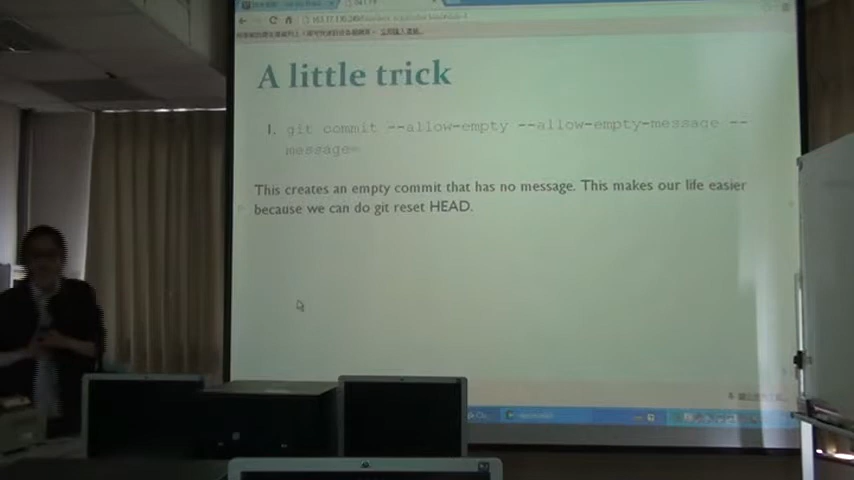 A little trick
1. git commit --allow-empty --allow-empty-message --
message=
This creates an empty commit that has no message. This makes our life easier
because we can do git reset HEAD.